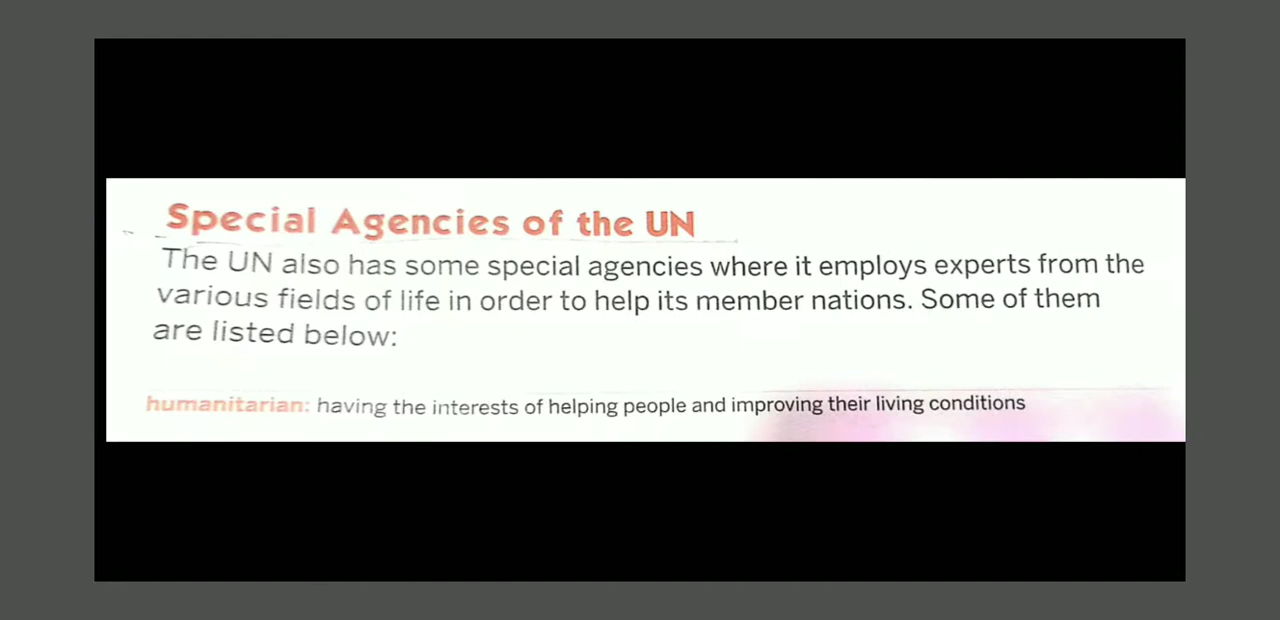 Special Agencies of the UN
The UN also has some special agencies where it employs experts from the
various fields of life in order to help its member nations. Some of them
are listed below:
humanitarian: having the interests of helping people and improving their living conditions